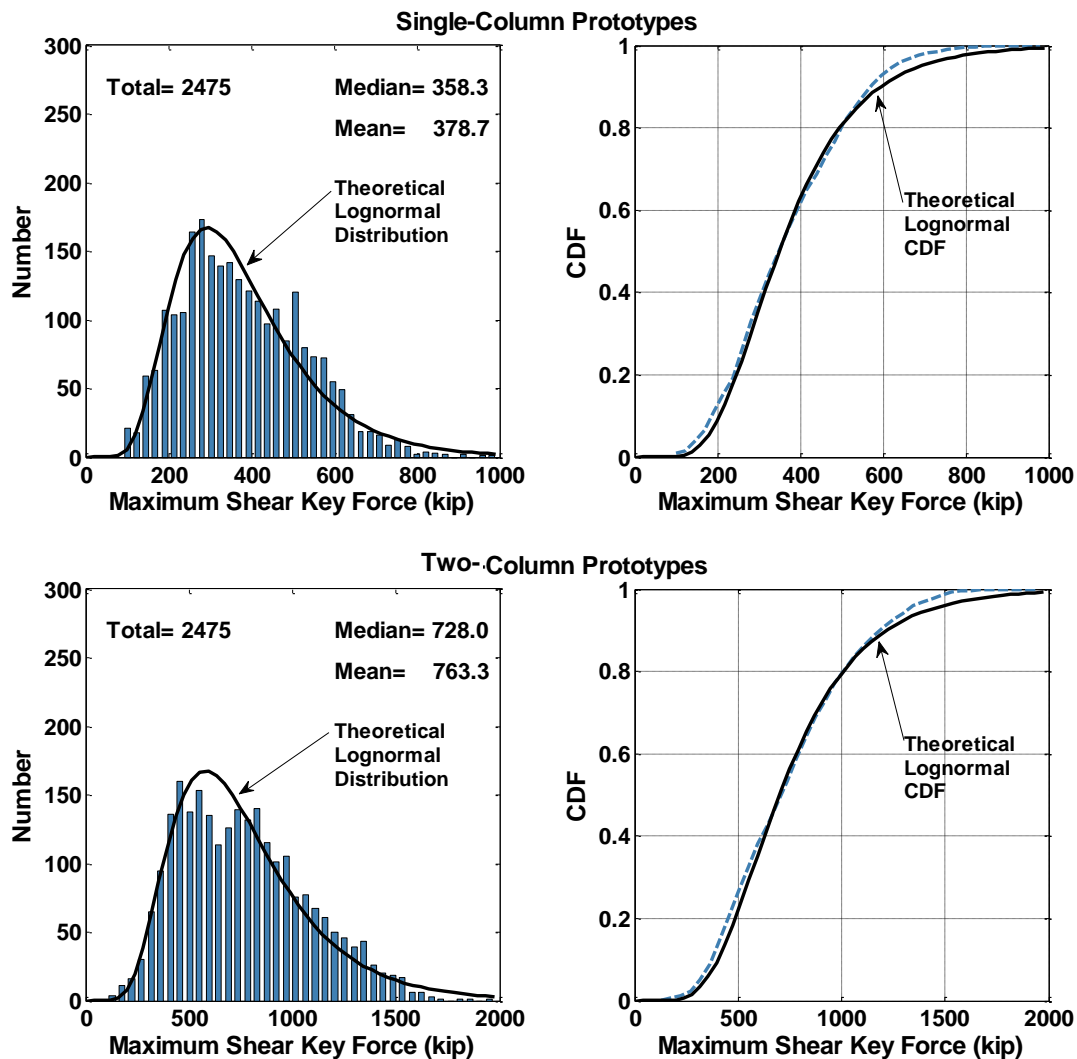 Single-Column Prototypes
300
250
200
150
100
50
0
Number
Total= 2475
Median= 358.3
Mean= 378.7
Theoretical
Lognormal
Distribution
0 200 400 600 800 1000
Maximum Shear Key Force (kip)
1
0.8
0.6
0.4
0.2
0
CDF
Theoretical
Lognormal
CDF
0 200 400 600 800 1000
Maximum Shear Key Force (kip)
Two-Column Prototypes
300
250
200
150
100
50
0
Number
Total= 2475
Median= 728.0
Mean= 763.3
Theoretical
Lognormal
Distribution
0 500 1000 1500 2000
Maximum Shear Key Force (kip)
1
0.8
0.6
0.4
0.2
0
CDF
Theoretical
Lognormal
CDF
0 500 1000 1500 2000
Maximum Shear Key Force (kip)